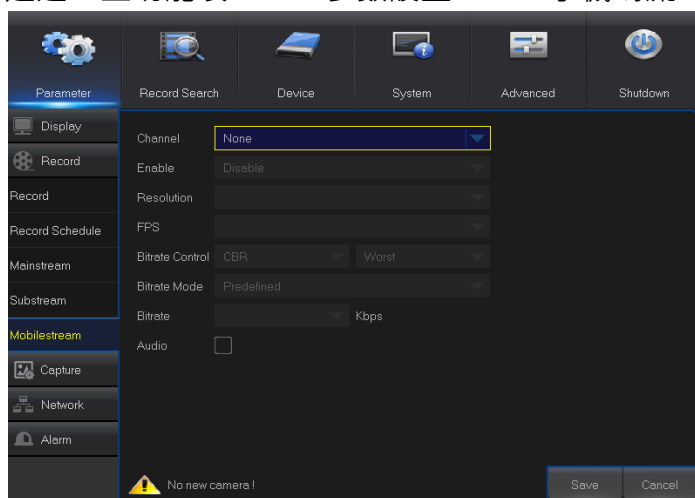 Parameter
Record Search
Device
System
Advanced
Shutdown
Display
Record
Record
Record Schedule
Mainstream
Substream
Mobilestream
Capture
Network
Alarm
Channel None
Enable Disable
Resolution
FPS
Bitrate Control CBR Worst
Bitrate Mode Predefined
Bitrate Kbps
Audio
No new camera !
Save Cancel